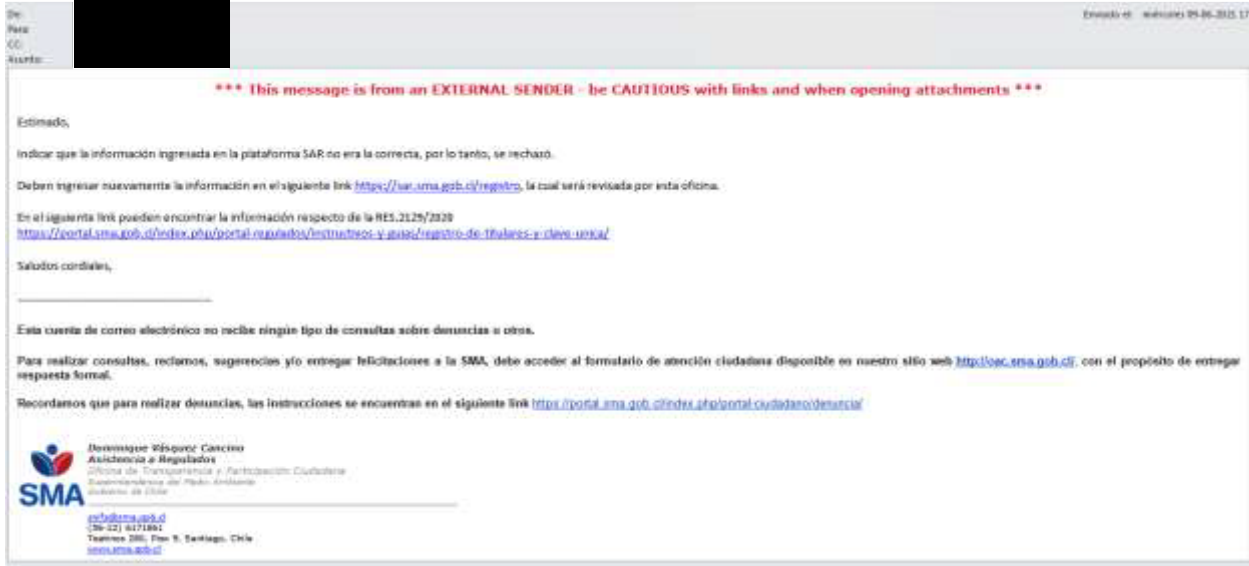 De:
Para:
CC:
Asunto:
Enviado el: miércoles 09-06-2021 17
*** This message is from an EXTERNAL SENDER - be CAUTIOUS with links and when opening attachments ***
Estimado,
Indicar que la información ingresada en la plataforma SAR no era la correcta, por lo tanto, se rechazó.
Deben ingresar nuevamente la información en el siguiente link https://sar.sma.gob.cl/registro, la cual será revisada por esta oficina.
En el siguiente link pueden encontrar la información respecto de la RES.2129/2020
https://portal.sma.gob.cl/index.php/portal-regulados/instructivos-y-guias/registro-de-titulares-y-clave-unica/
Saludos cordiales,
Esta cuenta de correo electrónico no recibe ningún tipo de consultas sobre denuncias u otros.
Para realizar consultas, reclamos, sugerencias y/o entregar felicitaciones a la SMA, debe acceder al formulario de atención ciudadana disponible en nuestro sitio web http://oac.sma.gob.cl/, con el propósito de entregar
respuesta formal.
Recordamos que para realizar denuncias, las instrucciones se encuentran en el siguiente link https://portal.sma.gob.cl/index.php/portal-ciudadano/denuncia/
Dominique Vásquez Cancino
Asistencia a Regulados
Oficina de Transparencia y Participación Ciudadana
Superintendencia del Medio Ambiente
Gobierno de Chile
SMA
Teatinos 280, Piso 9, Santiago, Chile
www.sma.gob.cl